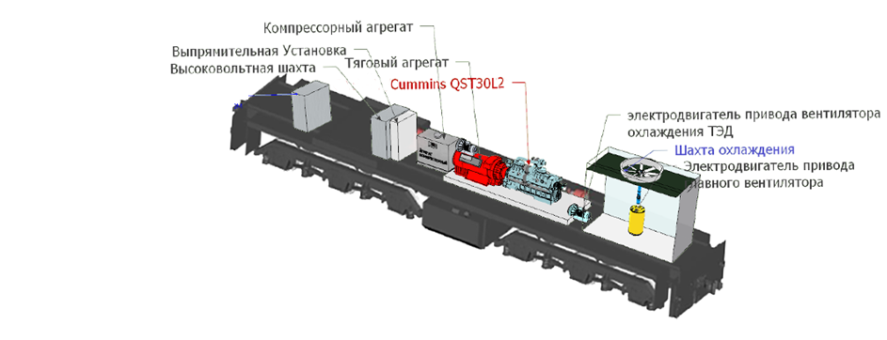 Компрессорный агрегат
Выпрямительная Установка
Тяговый агрегат
Высоковольтная шахта
Cummins QST30L2
электродвигатель привода вентилятора
охлаждения ТЭД
Шахта охлаждения
Электродвигатель привода
лавного вентилятора